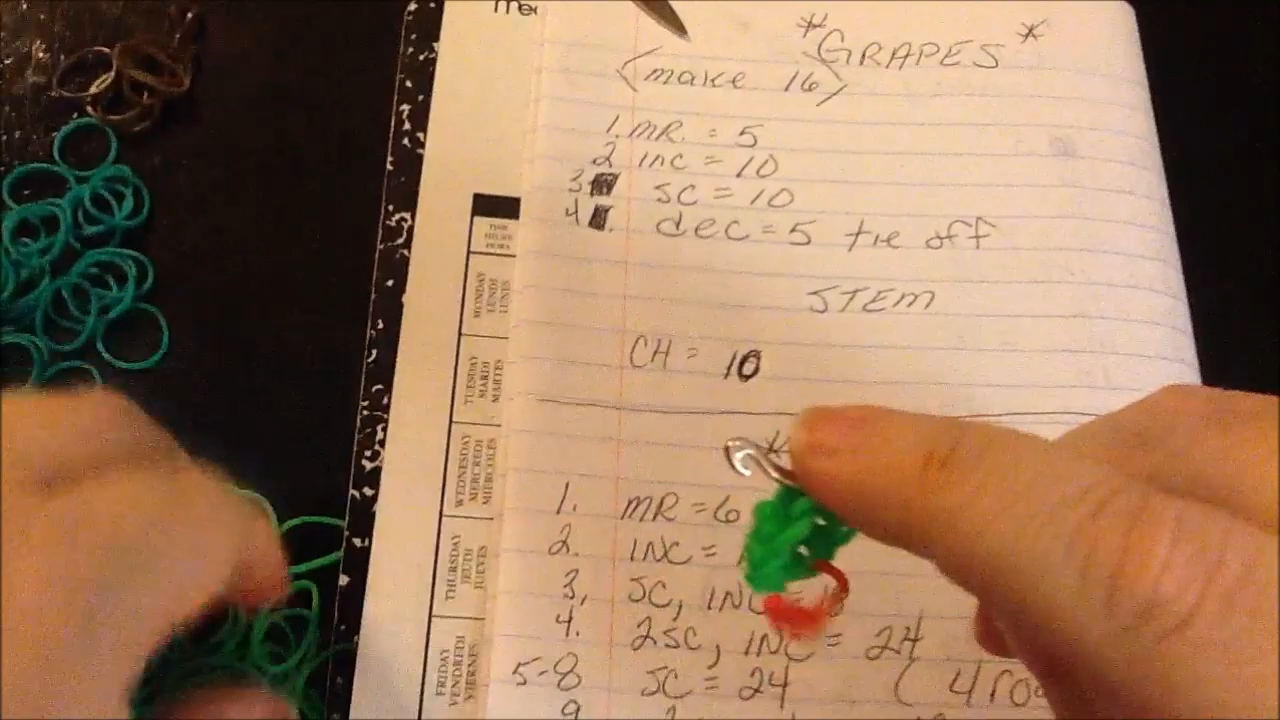 *GRAPES*
<make 16>
1. MR. = 5
2 INC = 10
3 SC = 10
4 . dec = 5 tie off
STEM
CH = 10
*
1. MR = 6
2. INC =
3, SC, INC =
4. 2SC, INC = 24
5-8 SC = 24 (4
9
MONDAY
LUNDI
LUNES
TUESDAY
MARDI
MARTES
WEDNESDAY
MERCREDI
MIERCOLES
THURSDAY
JEUDI
JUEVES
FRIDAY
VENDREDI
VIERNES